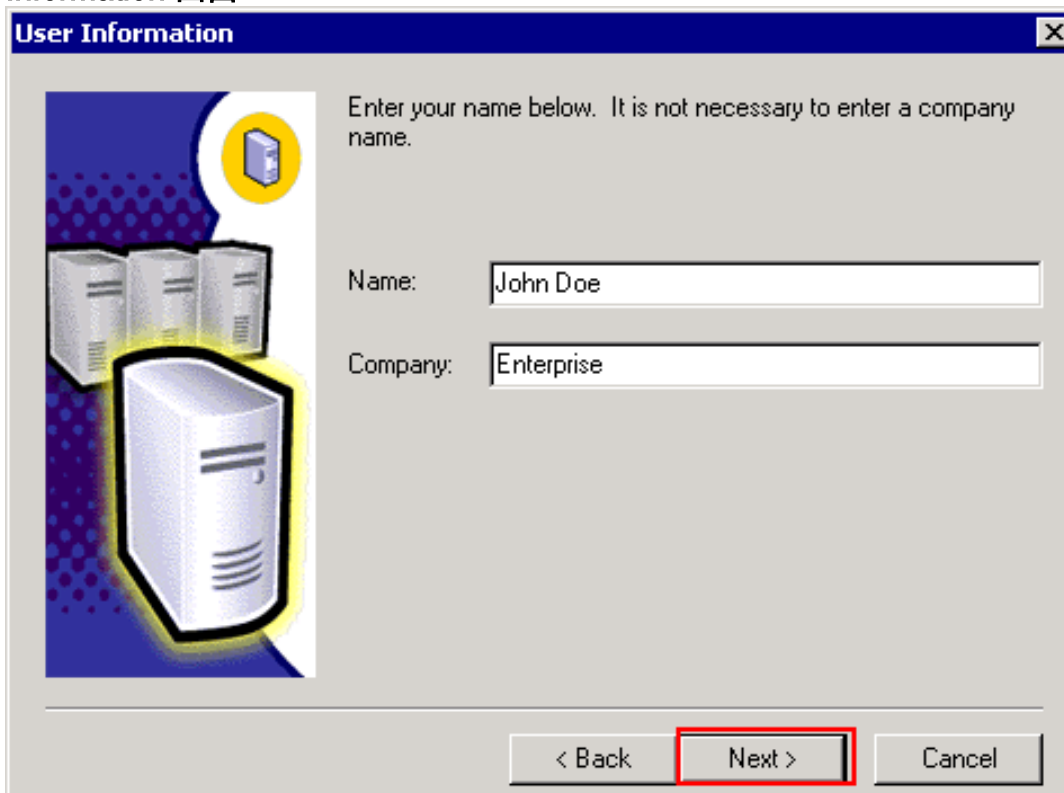 User Information
Enter your name below. It is not necessary to enter a company
name.
Name:
John Doe
Company:
Enterprise
< Back
Next >
Cancel